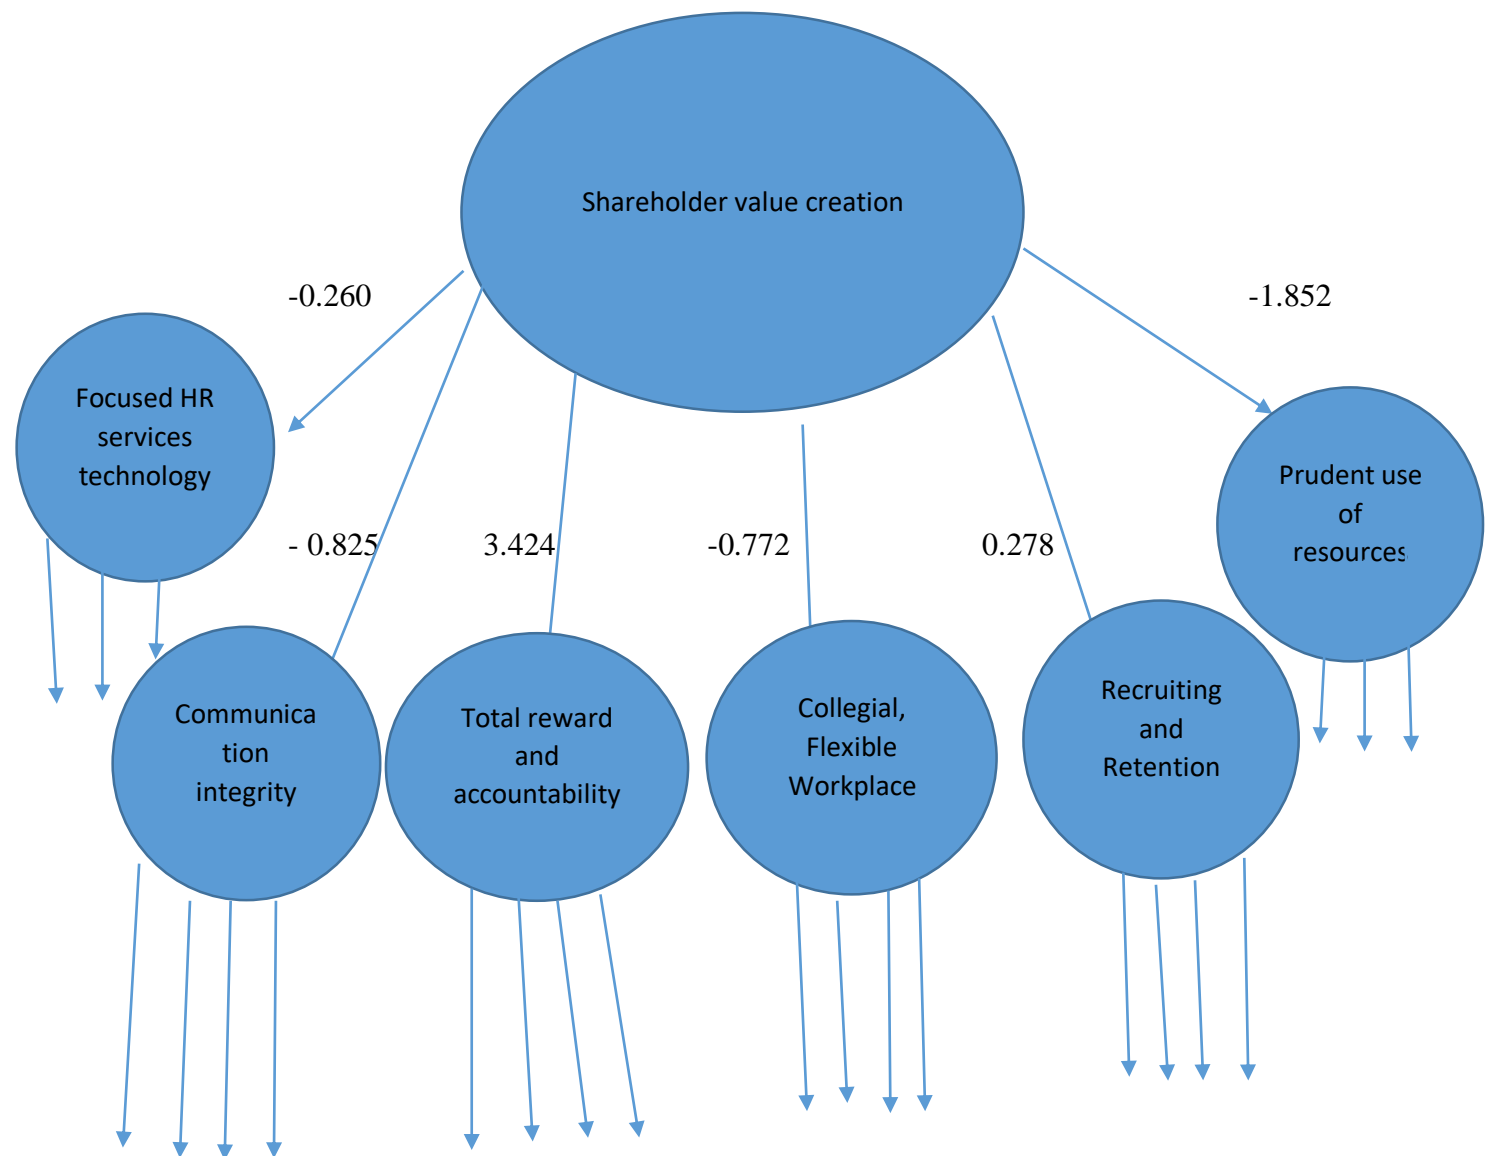 Shareholder value creation
-0.260
-1.852
Focused HR
services
technology
Prudent use
of
resources
- 0.825
3.424
-0.772
0.278
Communica
tion
integrity
Total reward
and
accountability
Collegial,
Flexible
Workplace
Recruiting
and
Retention